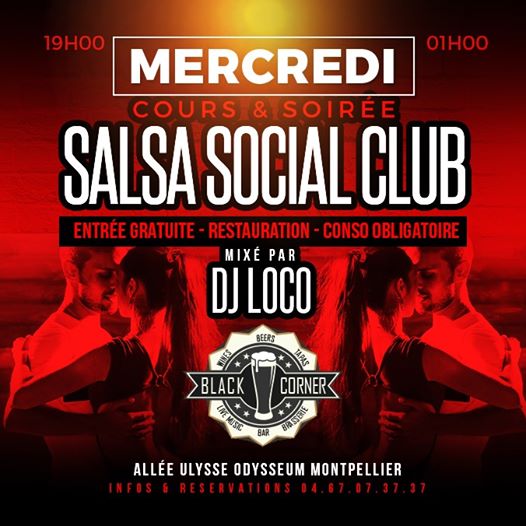 19H00
01H00
MERCREDI
COURS & SOIRÉE
SALSA SOCIAL CLUB
ENTRÉE GRATUITE - RESTAURATION - CONSO OBLIGATOIRE
MIXÉ PAR
DJ LOCO
WINES BEERS TAPAS
BLACK CORNER
LIVE MUSIC BAR BRASSERIE
ALLÉE ULYSSE ODYSSEUM MONTPELLIER
INFOS & RESERVATIONS 04.67.07.37.37